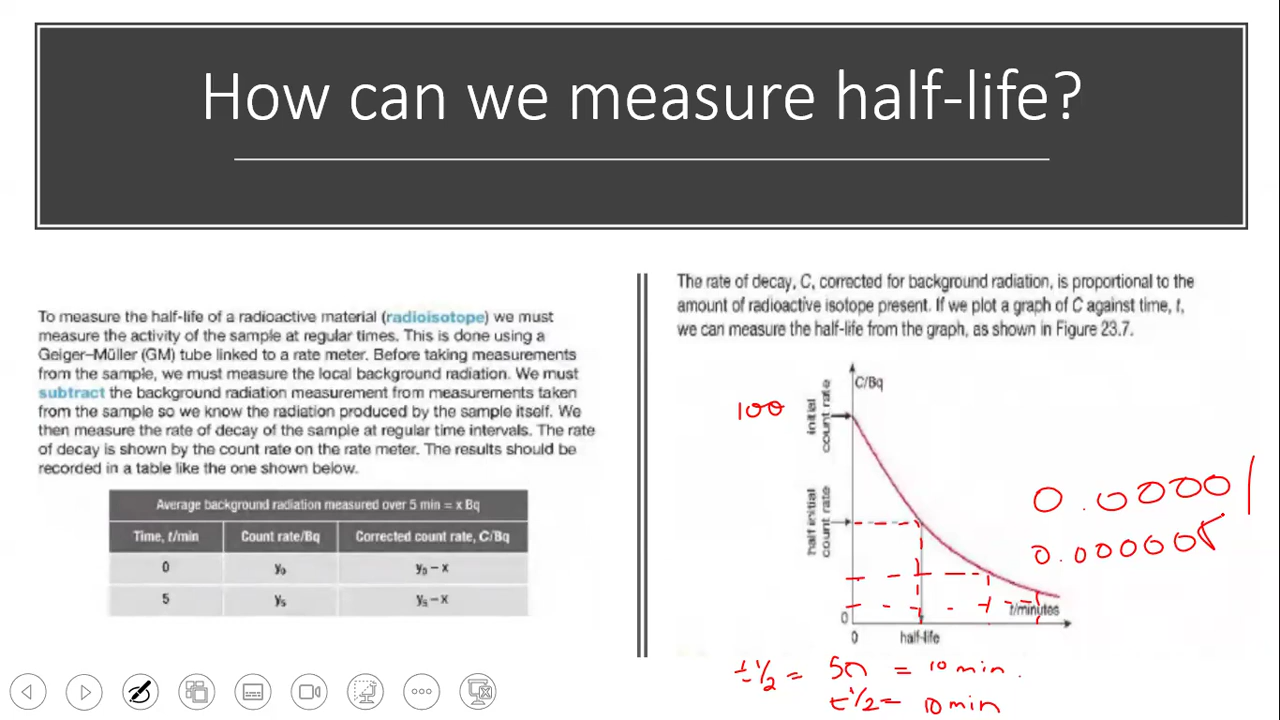 How can we measure half-life?
To measure the half-life of a radioactive material (radioisotope) we must
measure the activity of the sample at regular times. This is done using a
Geiger–Müller (GM) tube linked to a rate meter. Before taking measurements
from the sample, we must measure the local background radiation. We must
subtract the background radiation measurement from measurements taken
from the sample so we know the radiation produced by the sample itself. We
then measure the rate of decay of the sample at regular time intervals. The rate
of decay is shown by the count rate on the rate meter. The results should be
recorded in a table like the one shown below.
Average background radiation measured over 5 min = x Bq
Time, t/min Count rate/Bq Corrected count rate, C/Bq
0 y₀ y₀ – x
5 y₅ y₅ – x
The rate of decay, C, corrected for background radiation, is proportional to the
amount of radioactive isotope present. If we plot a graph of C against time, t,
we can measure the half-life from the graph, as shown in Figure 23.7.
C/Bq
100
initial
count rate
half initial
count rate
0.00001
0.000005
t/minutes
0
0
half-life
t 1/2 = = 10 min.
t 1/2 = 10 min